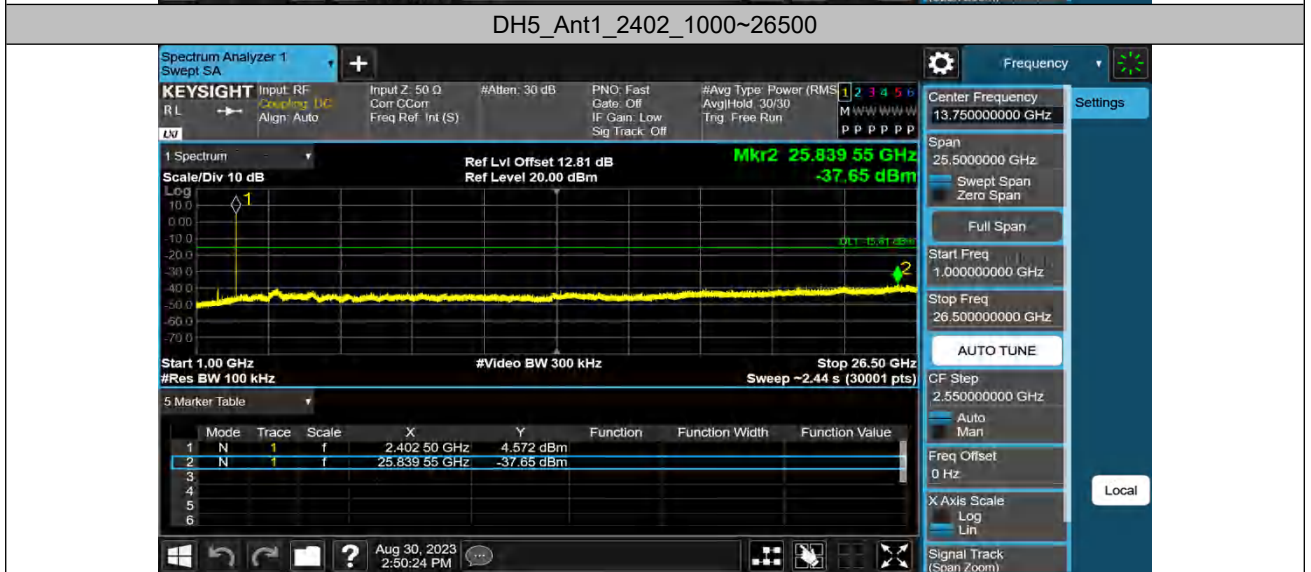 DH5_Ant1_2402_1000~26500
Spectrum Analyzer 1
Swept SA
+
Frequency
KEYSIGHT
RL
LXI
Input: RF
Coupling: DC
Align: Auto
Input Z: 50 Ω
Corr CCorr
Freq Ref: Int (S)
#Atten: 30 dB
PNO: Fast
Gate: Off
IF Gain: Low
Sig Track: Off
#Avg Type: Power (RMS
Avg|Hold: 30/30
Trig: Free Run
1 2 3 4 5 6
M W W W W W
P P P P P P
Center Frequency
13.750000000 GHz
Settings
1 Spectrum
Scale/Div 10 dB
Ref Lvl Offset 12.81 dB
Ref Level 20.00 dBm
Mkr2 25.839 55 GHz
-37.65 dBm
Span
25.5000000 GHz
Swept Span
Zero Span
Full Span
Log
10.0
0.00
-10.0
-20.0
-30.0
-40.0
-50.0
-60.0
-70.0
1
DL1 -15.41 dBm
2
Start Freq
1.000000000 GHz
Stop Freq
26.500000000 GHz
AUTO TUNE
Start 1.00 GHz
#Res BW 100 kHz
#Video BW 300 kHz
Stop 26.50 GHz
Sweep ~2.44 s (30001 pts)
CF Step
2.550000000 GHz
Auto
Man
5 Marker Table
Mode Trace Scale X Y Function Function Width Function Value
1 N 1 f 2.402 50 GHz 4.572 dBm
2 N 1 f 25.839 55 GHz -37.65 dBm
3
4
5
6
Freq Offset
0 Hz
X Axis Scale
Log
Lin
Local
Signal Track
(Span Zoom)
?
Aug 30, 2023
2:50:24 PM